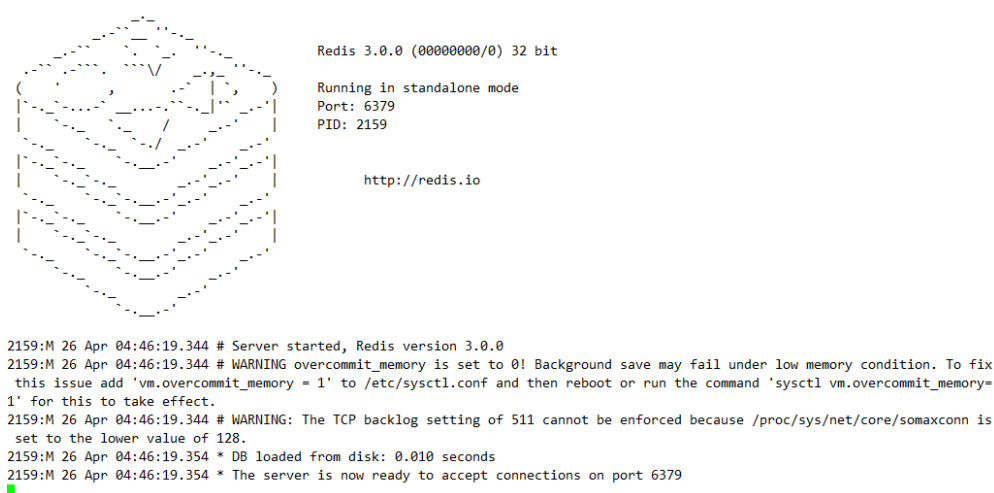 Redis 3.0.0 (00000000/0) 32 bit
Running in standalone mode
Port: 6379
PID: 2159
http://redis.io
2159:M 26 Apr 04:46:19.344 # Server started, Redis version 3.0.0
2159:M 26 Apr 04:46:19.344 # WARNING overcommit_memory is set to 0! Background save may fail under low memory condition. To fix
this issue add 'vm.overcommit_memory = 1' to /etc/sysctl.conf and then reboot or run the command 'sysctl vm.overcommit_memory=
1' for this to take effect.
2159:M 26 Apr 04:46:19.344 # WARNING: The TCP backlog setting of 511 cannot be enforced because /proc/sys/net/core/somaxconn is
set to the lower value of 128.
2159:M 26 Apr 04:46:19.354 * DB loaded from disk: 0.010 seconds
2159:M 26 Apr 04:46:19.354 * The server is now ready to accept connections on port 6379